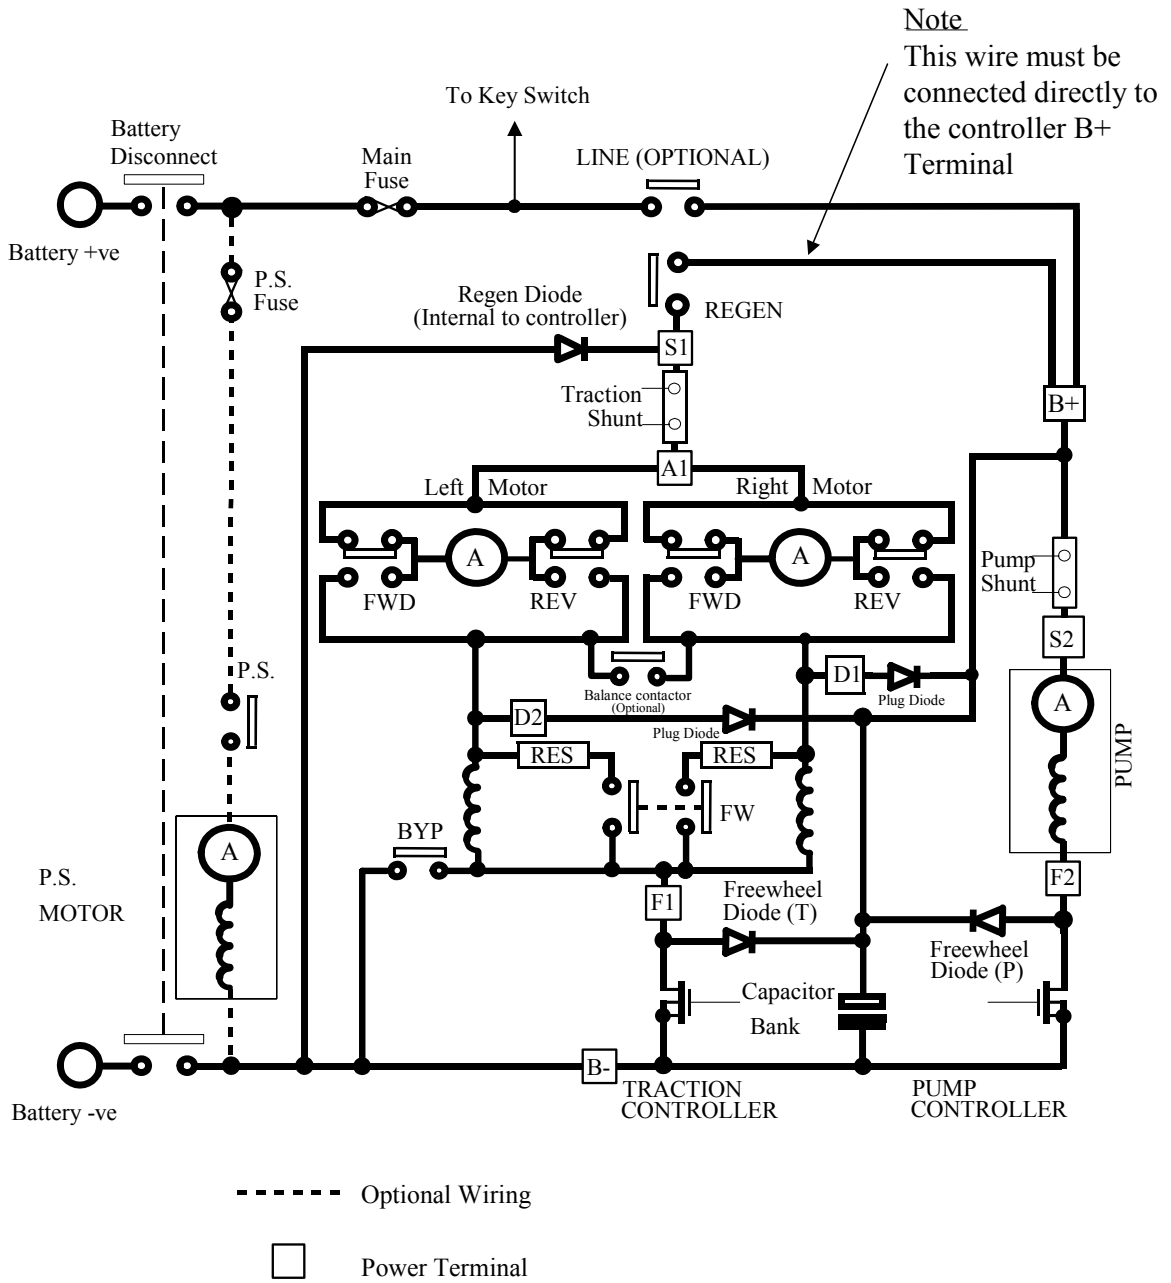 Note
This wire must be
connected directly to
the controller B+
Terminal
To Key Switch
Battery
Disconnect
Main
Fuse
LINE (OPTIONAL)
Battery +ve
P.S.
Fuse
Regen Diode
(Internal to controller)
REGEN
S1
Traction
Shunt
B+
A1
Left Motor
Right Motor
A
A
FWD
REV
FWD
REV
Pump
Shunt
S2
P.S.
Balance contactor
(Optional)
D1
Plug Diode
A
D2
Plug Diode
PUMP
RES
RES
FW
BYP
A
P.S.
MOTOR
F1
Freewheel
Diode (T)
F2
Freewheel
Diode (P)
Capacitor
Bank
B-
TRACTION
CONTROLLER
PUMP
CONTROLLER
Battery -ve
Optional Wiring
Power Terminal